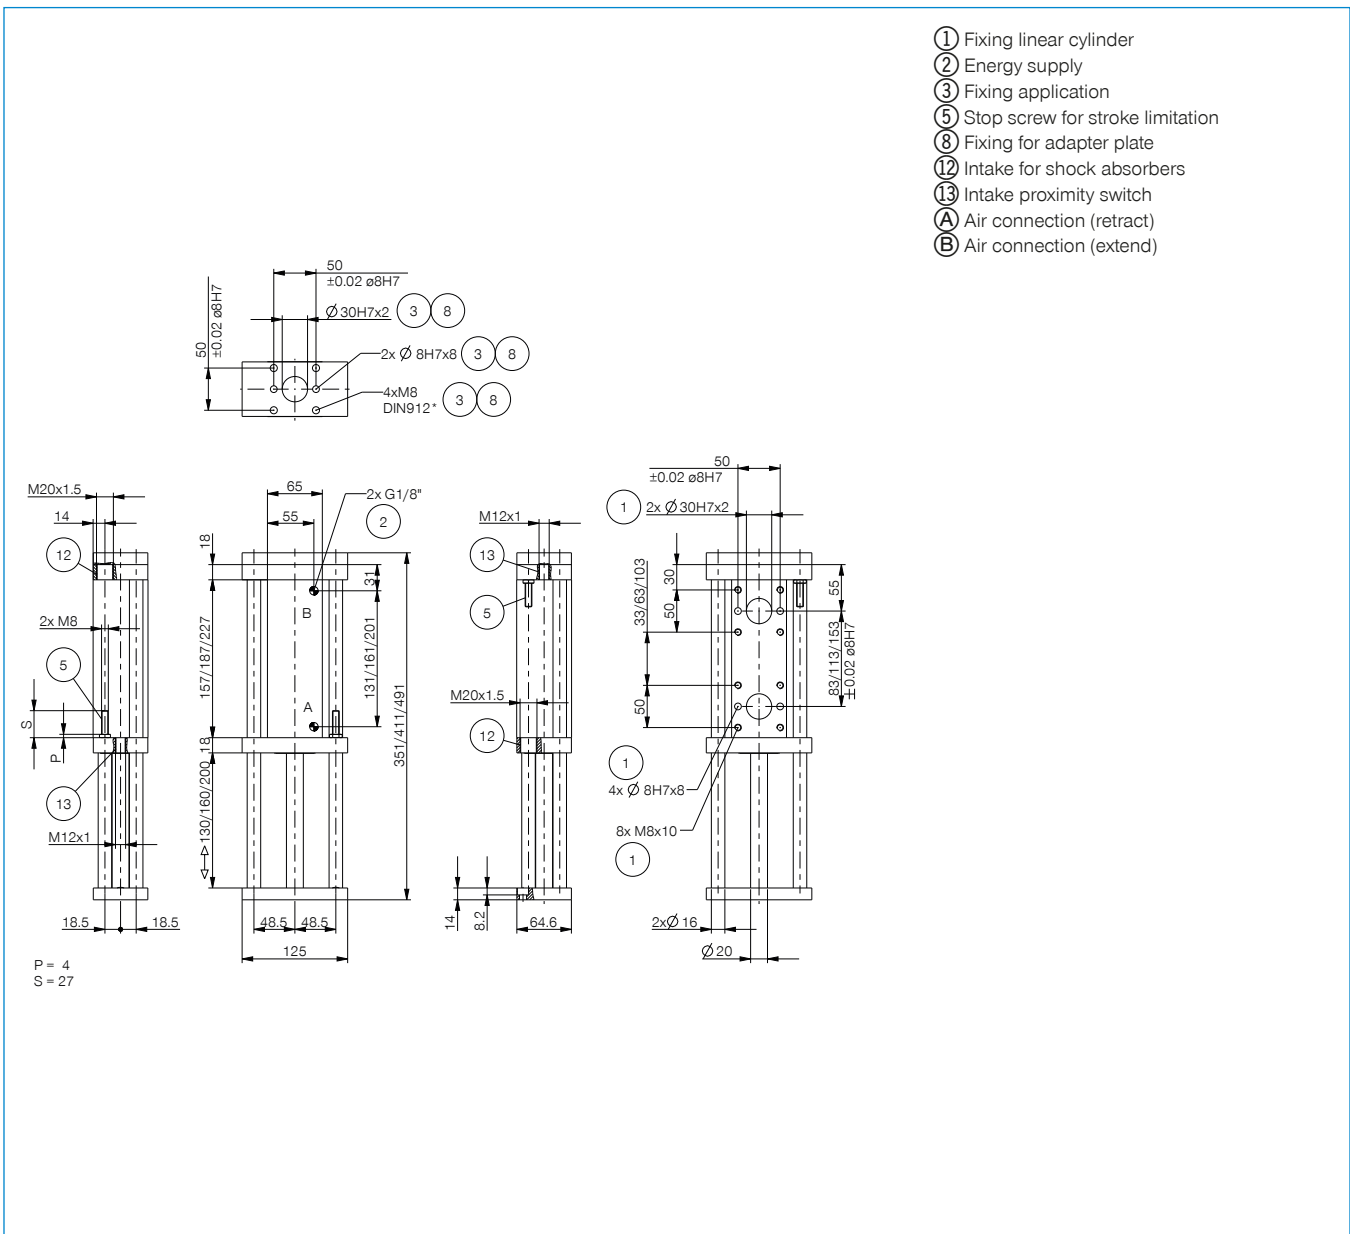 1 Fixing linear cylinder
2 Energy supply
3 Fixing application
5 Stop screw for stroke limitation
8 Fixing for adapter plate
12 Intake for shock absorbers
13 Intake proximity switch
A Air connection (retract)
B Air connection (extend)
50
±0.02 ø8H7
50
±0.02 ø8H7
Ø 30H7x2 3 8
2x Ø 8H7x8 3 8
4xM8
DIN912* 3 8
M20x1.5
14
12
2x M8
5
S
P
13
M12x1
18.5 18.5
P = 4
S = 27
65
55
2x G1/8"
2
18
31
B
157/187/227
131/161/201
A
351/411/491
18
130/160/200
48.5 48.5
125
M12x1
13
5
M20x1.5
12
14
8.2
64.6
50
±0.02 ø8H7
1 2x Ø 30H7x2
30
55
33/63/103
50
83/113/153
±0.02 ø8H7
50
1
4x Ø 8H7x8
8x M8x10
1
2xØ 16
Ø 20